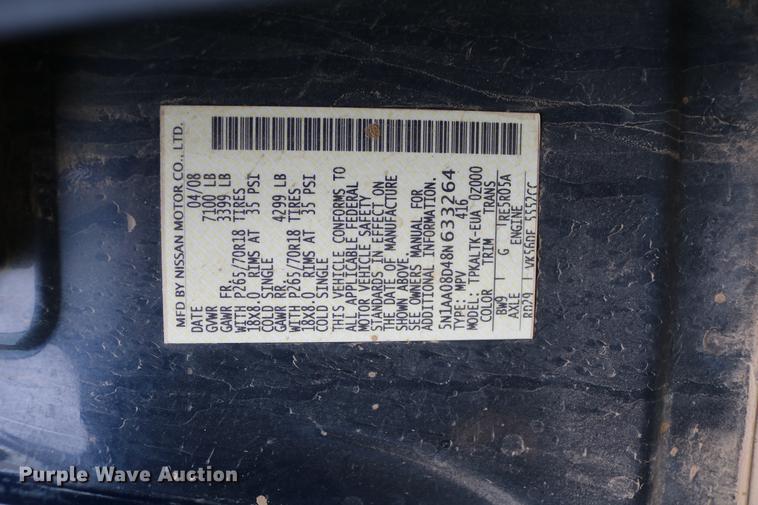 MFD BY NISSAN MOTOR CO., LTD.
DATE 04/08
GVWR 7100 LB
GAWR FR. 3399 LB
WITH P265/70R18 TIRES
18X8.0 RIMS AT 35 PSI
COLD SINGLE
GAWR RR. 4299 LB
WITH P265/70R18 TIRES
18X8.0 RIMS AT 35 PSI
COLD SINGLE
THIS VEHICLE CONFORMS TO
ALL APPLICABLE FEDERAL
MOTOR VEHICLE SAFETY
STANDARDS IN EFFECT ON
THE DATE OF MANUFACTURE
SHOWN ABOVE.
SEE OWNERS MANUAL FOR
ADDITIONAL INFORMATION.
5N1AA08D48N633264
TYPE: MPV 416
MODEL: TPKALTK-EUA 0Z000
COLOR TRIM TRANS
BW9 G RE5R05A
AXLE ENGINE
RD29 VK56DE 5552CC
Purple Wave Auction